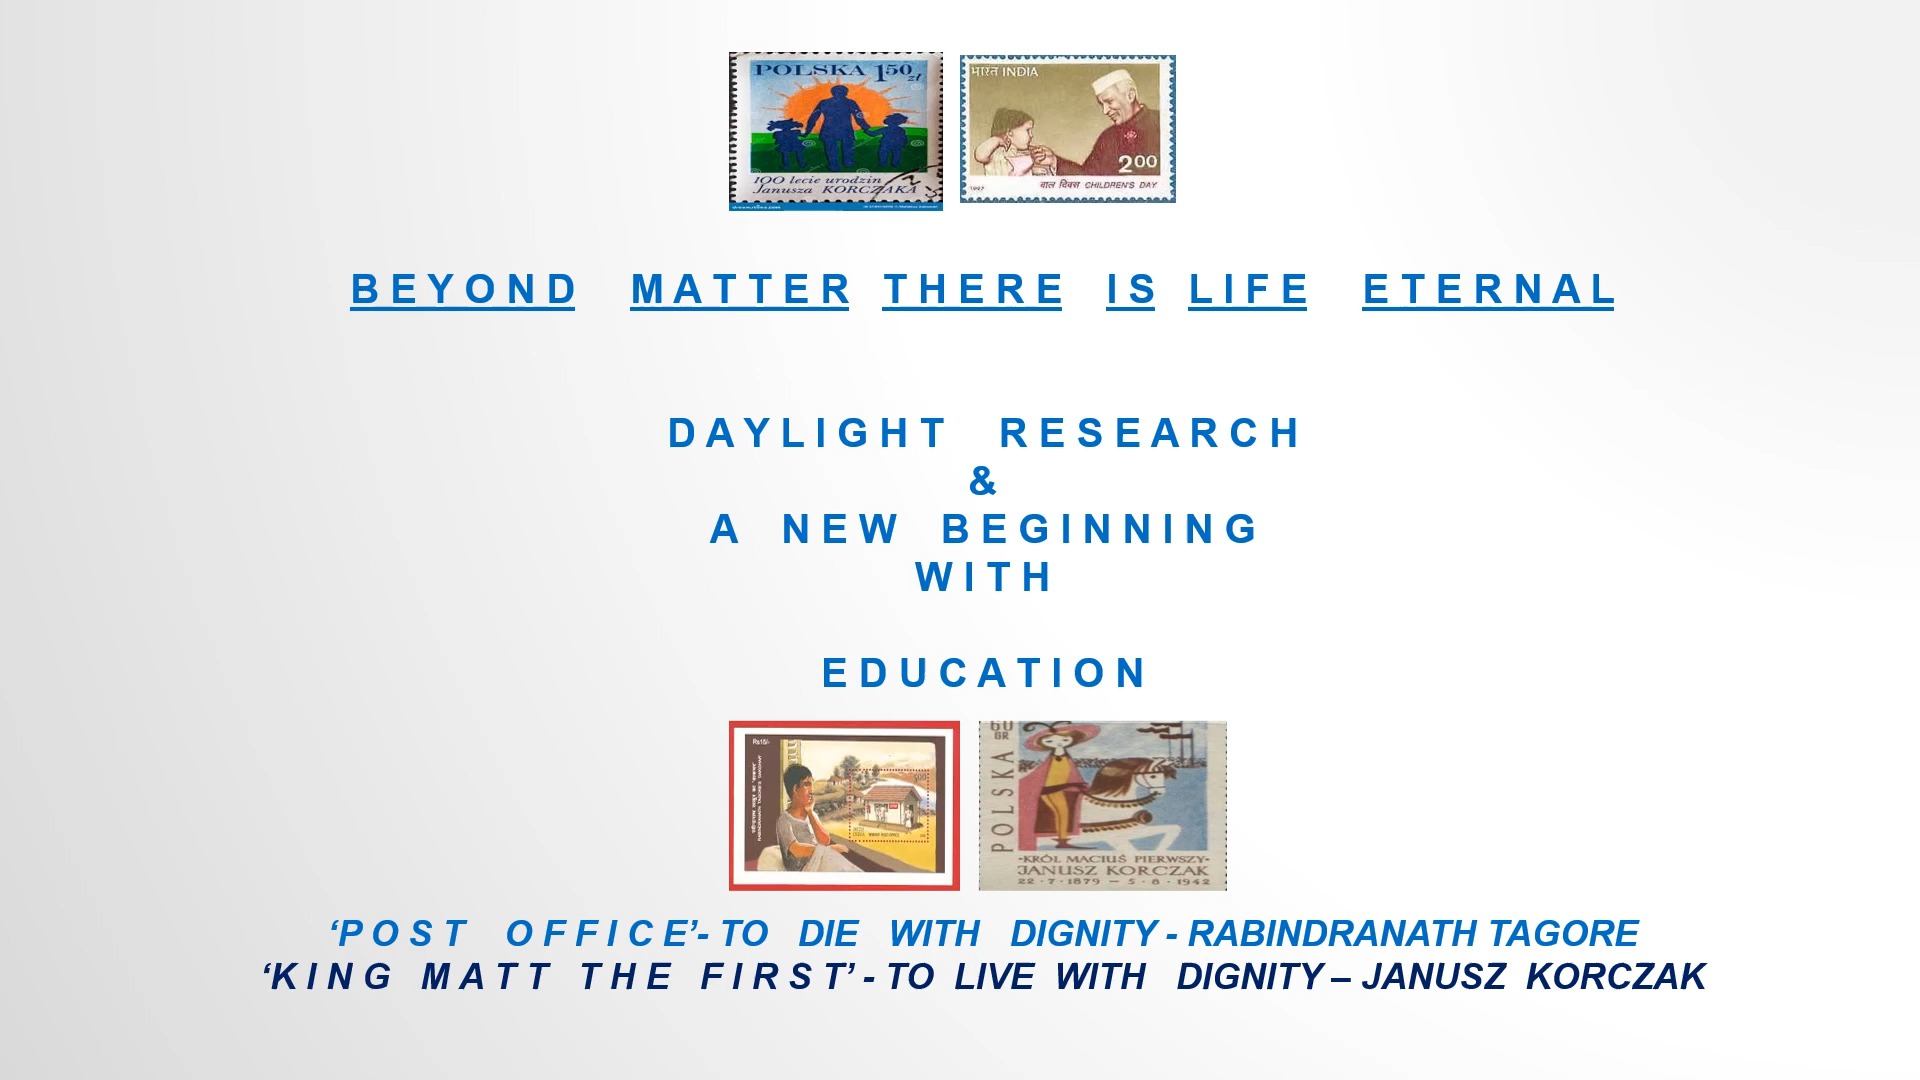 POLSKA 1 50 zł
100 lecie urodzin
Janusza KORCZAKA
भारत INDIA
2 00
1997
बाल दिवस CHILDREN'S DAY
BEYOND MATTER THERE IS LIFE ETERNAL
DAYLIGHT RESEARCH
&
A NEW BEGINNING
WITH
EDUCATION
60
GR
POLSKA
·KRÓL MACIUŚ PIERWSZY·
JANUSZ KORCZAK
22·7·1879 — 5·8·1942
‘POST OFFICE’- TO DIE WITH DIGNITY - RABINDRANATH TAGORE
‘KING MATT THE FIRST’ - TO LIVE WITH DIGNITY – JANUSZ KORCZAK